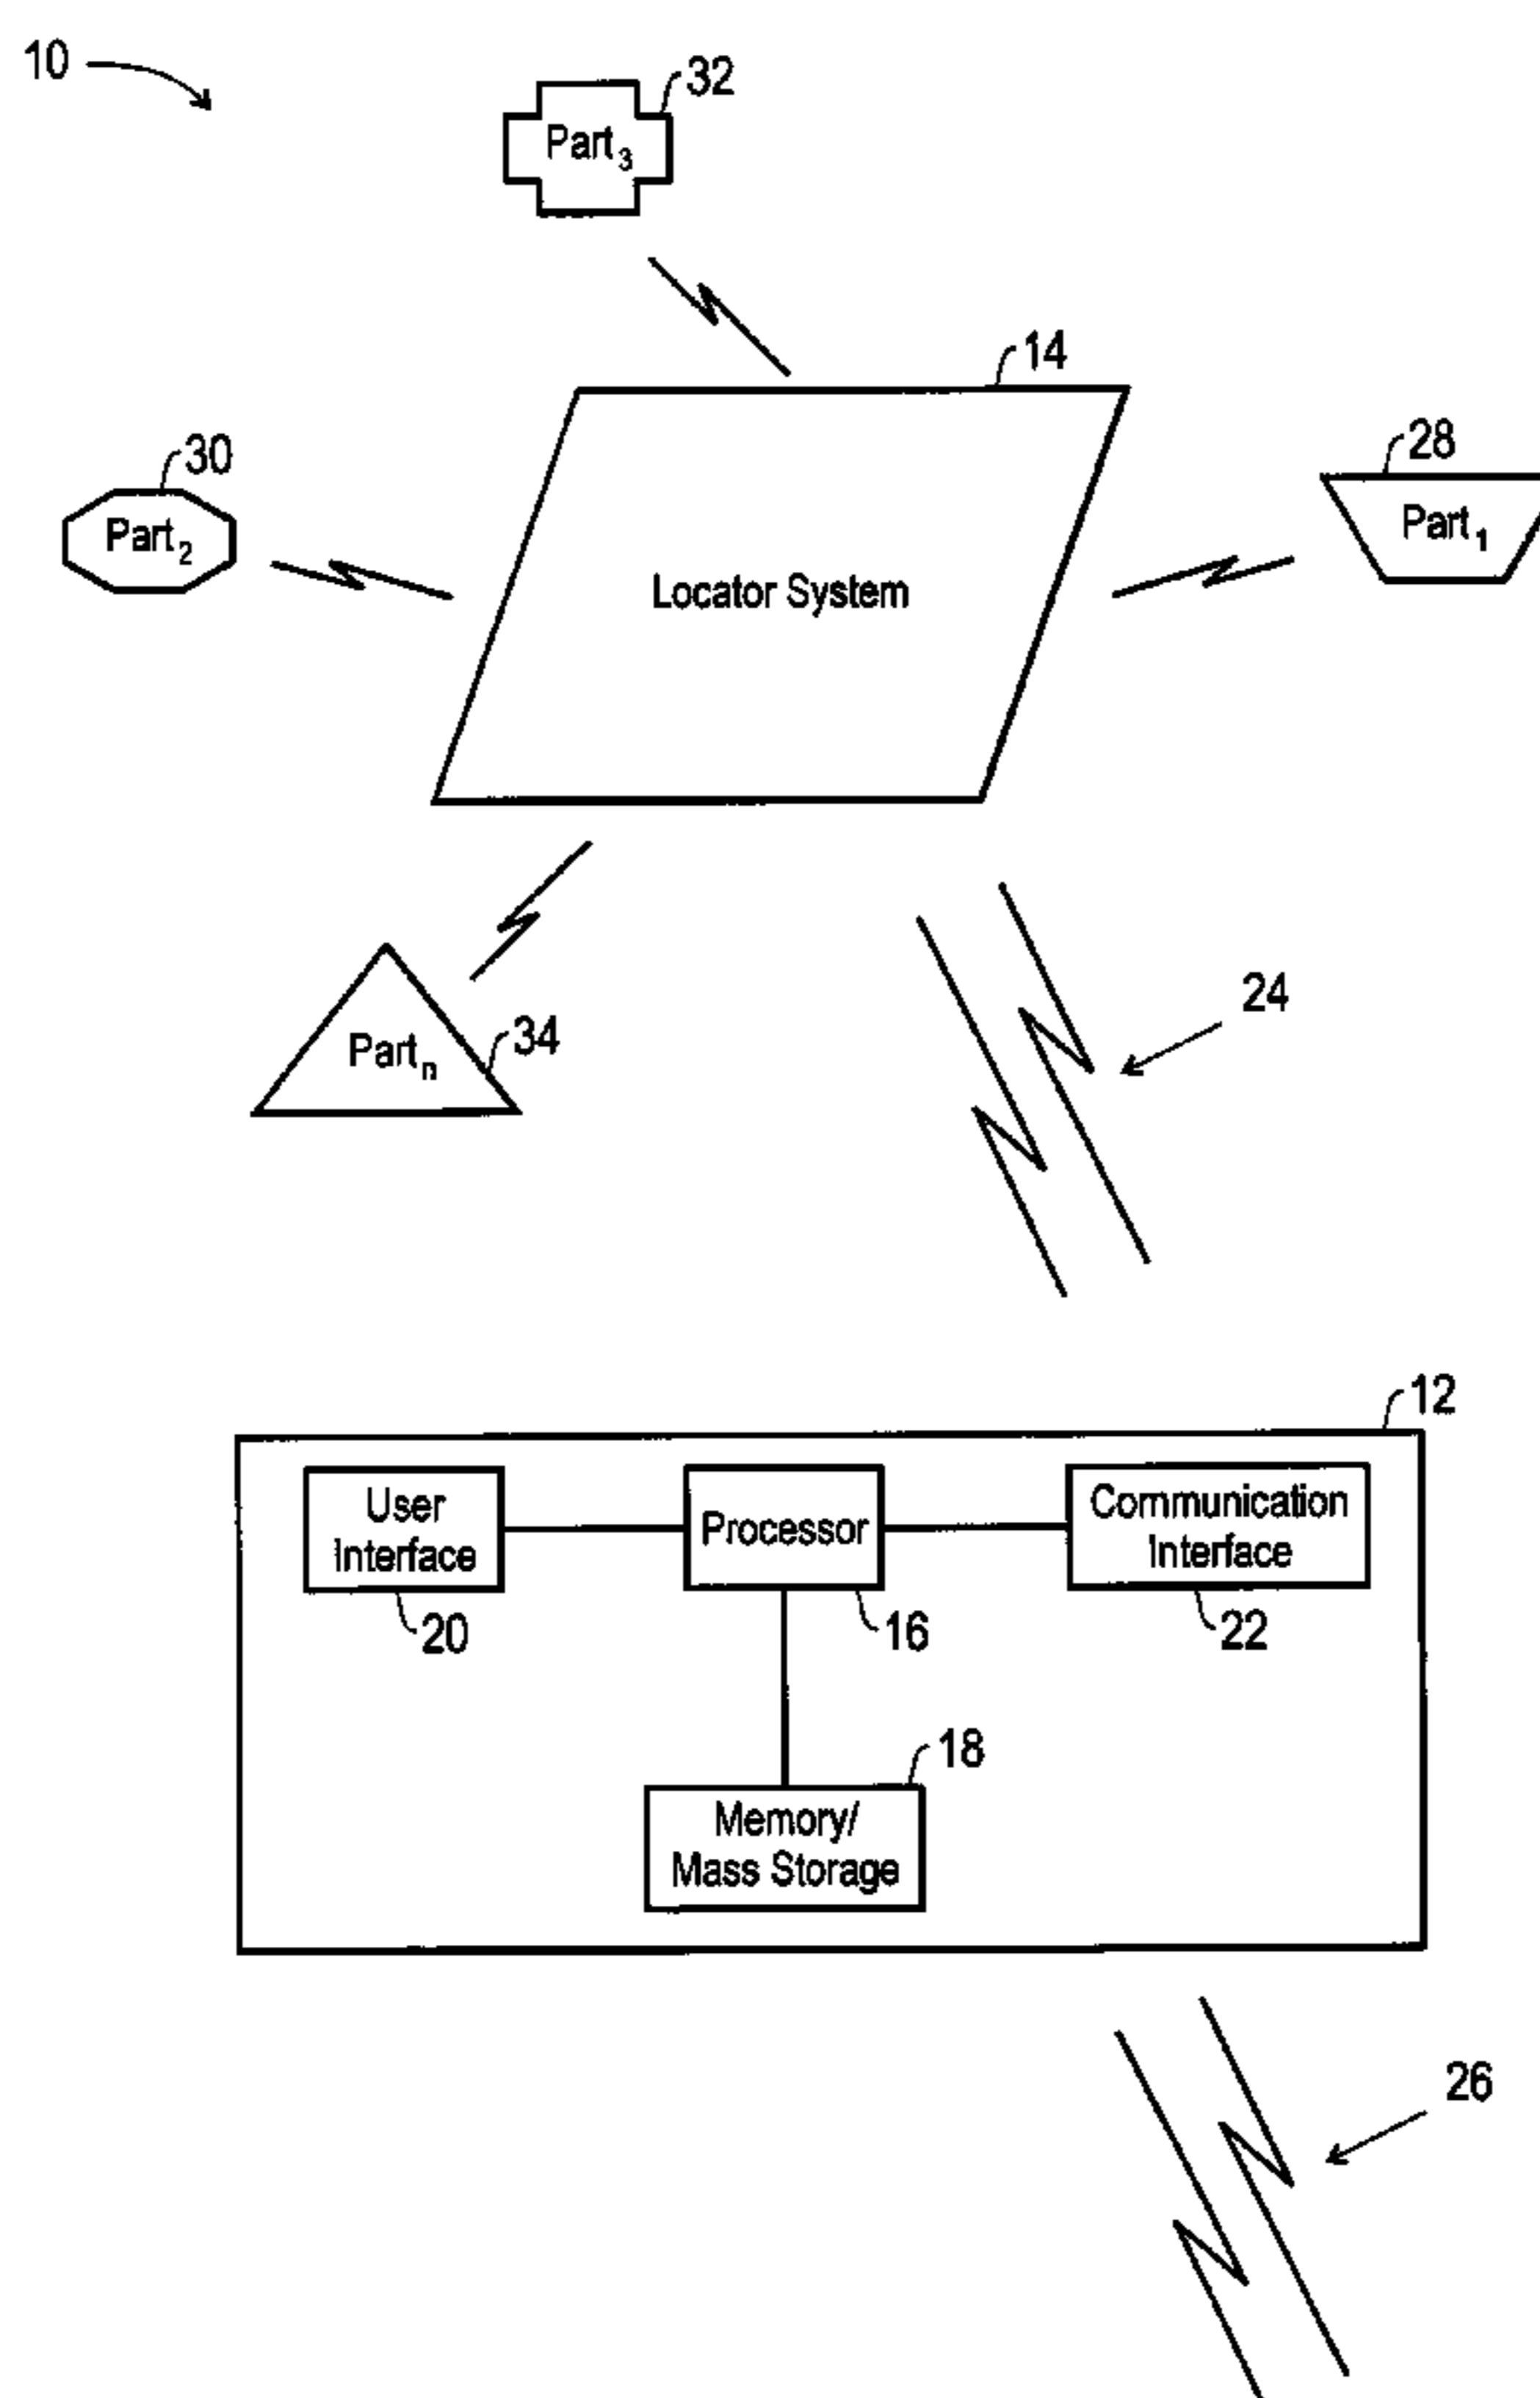 10
32
Part3
14
30
Part2
28
Part1
Locator System
24
34
Partn
12
User
Interface
Processor
Communication
Interface
20
16
22
18
Memory/
Mass Storage
26